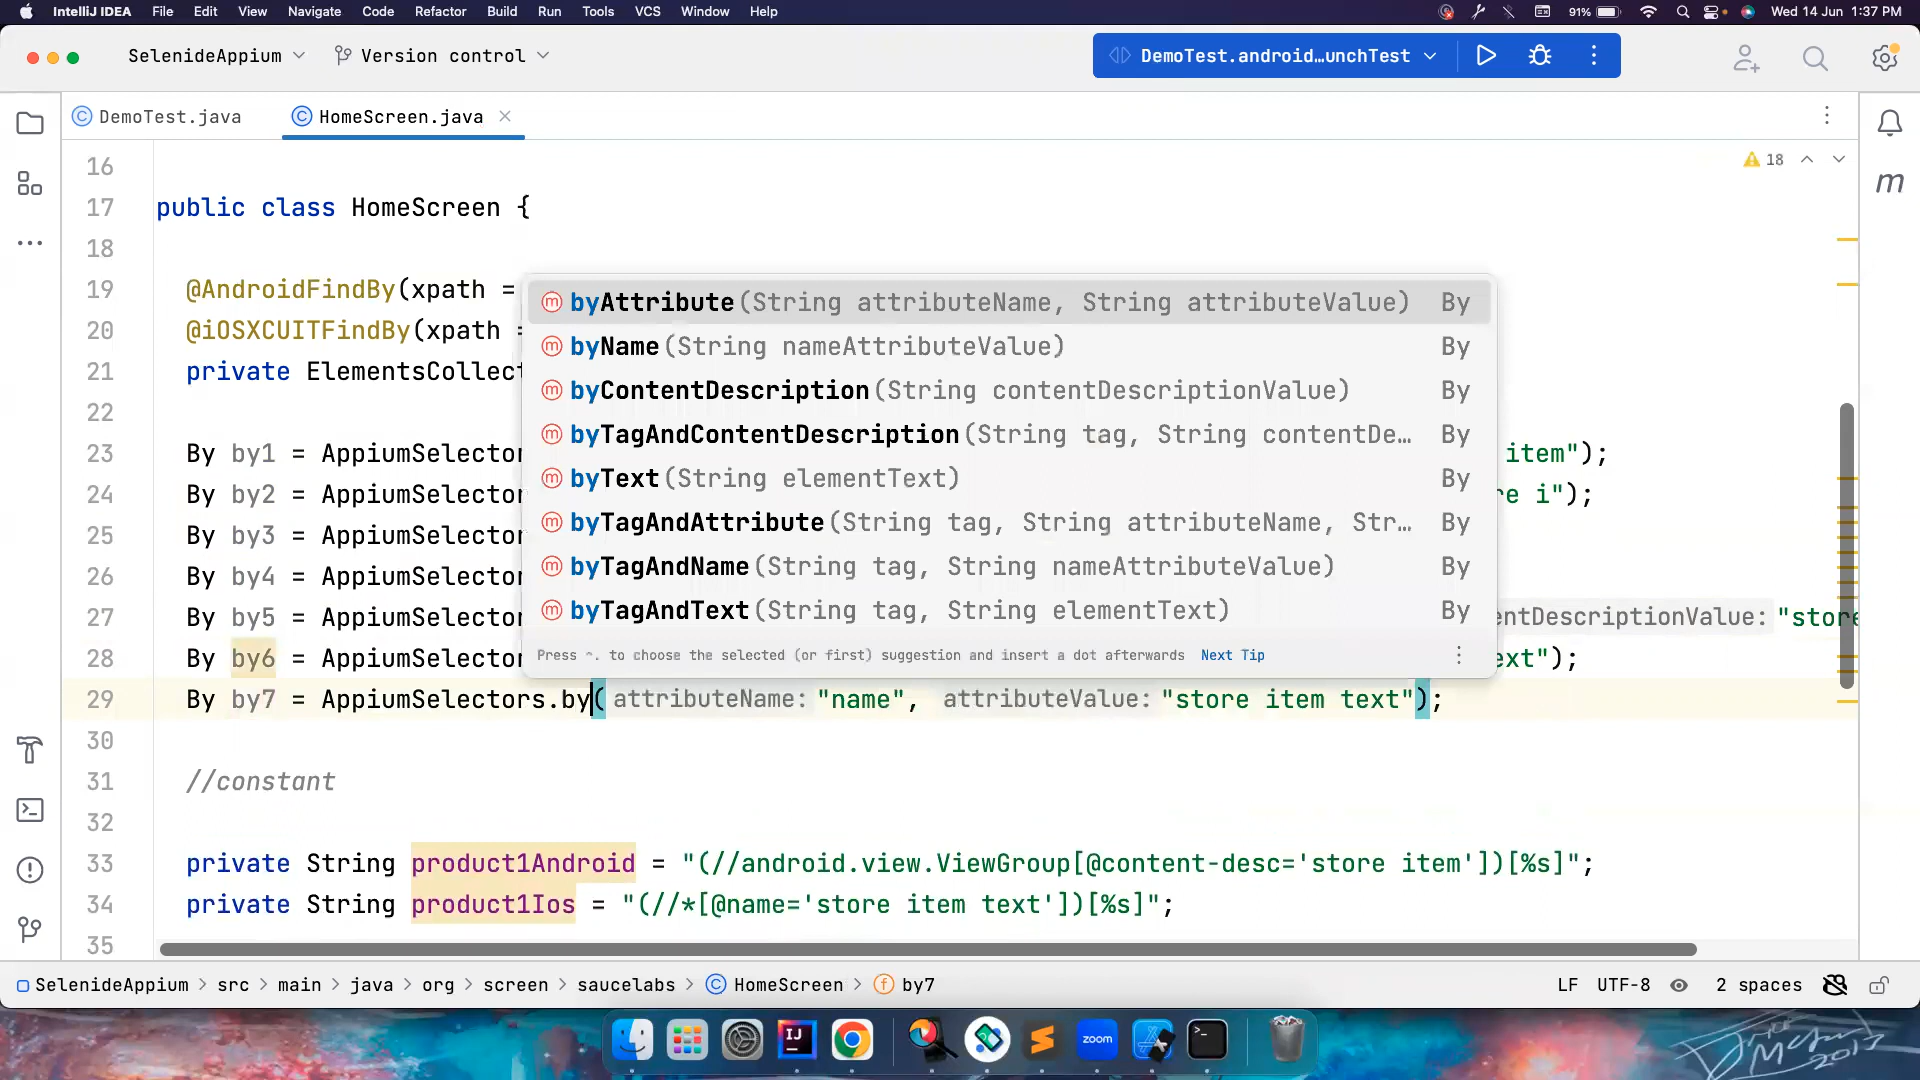 IntelliJ IDEA File Edit View Navigate Code Refactor Build Run Tools VCS Window Help 91% Wed 14 Jun 1:37 PM
SelenideAppium Version control DemoTest.android...unchTest
DemoTest.java HomeScreen.java
16 18
17 public class HomeScreen {
18
19 @AndroidFindBy(xpath =
20 @iOSXCUITFindBy(xpath =
21 private ElementsCollect
22
23 By by1 = AppiumSelector item");
24 By by2 = AppiumSelector re i");
25 By by3 = AppiumSelector
26 By by4 = AppiumSelector
27 By by5 = AppiumSelector entDescriptionValue: "store
28 By by6 = AppiumSelector ext");
29 By by7 = AppiumSelectors.by( attributeName: "name", attributeValue: "store item text");
30
31 //constant
32
33 private String product1Android = "(//android.view.ViewGroup[@content-desc='store item'])[%s]";
34 private String product1Ios = "(//*[@name='store item text'])[%s]";
35
byAttribute(String attributeName, String attributeValue) By
byName(String nameAttributeValue) By
byContentDescription(String contentDescriptionValue) By
byTagAndContentDescription(String tag, String contentDe... By
byText(String elementText) By
byTagAndAttribute(String tag, String attributeName, Str... By
byTagAndName(String tag, String nameAttributeValue) By
byTagAndText(String tag, String elementText) By
Press ^. to choose the selected (or first) suggestion and insert a dot afterwards Next Tip
SelenideAppium > src > main > java > org > screen > saucelabs > HomeScreen > by7 LF UTF-8 2 spaces
zoom